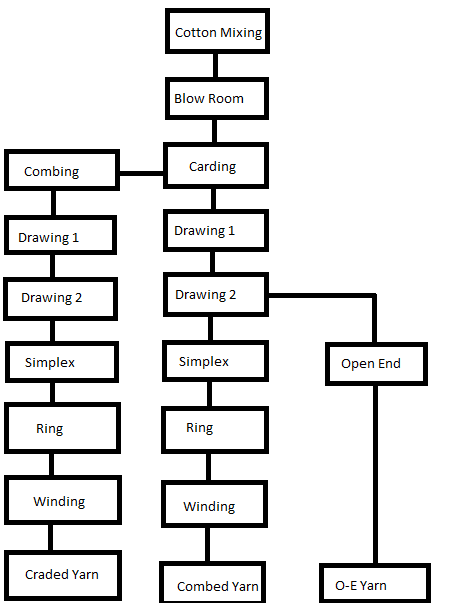 Cotton Mixing
Blow Room
Carding
Combing
Drawing 1
Drawing 1
Drawing 2
Drawing 2
Simplex
Simplex
Open End
Ring
Ring
Winding
Winding
Craded Yarn
Combed Yarn
O-E Yarn